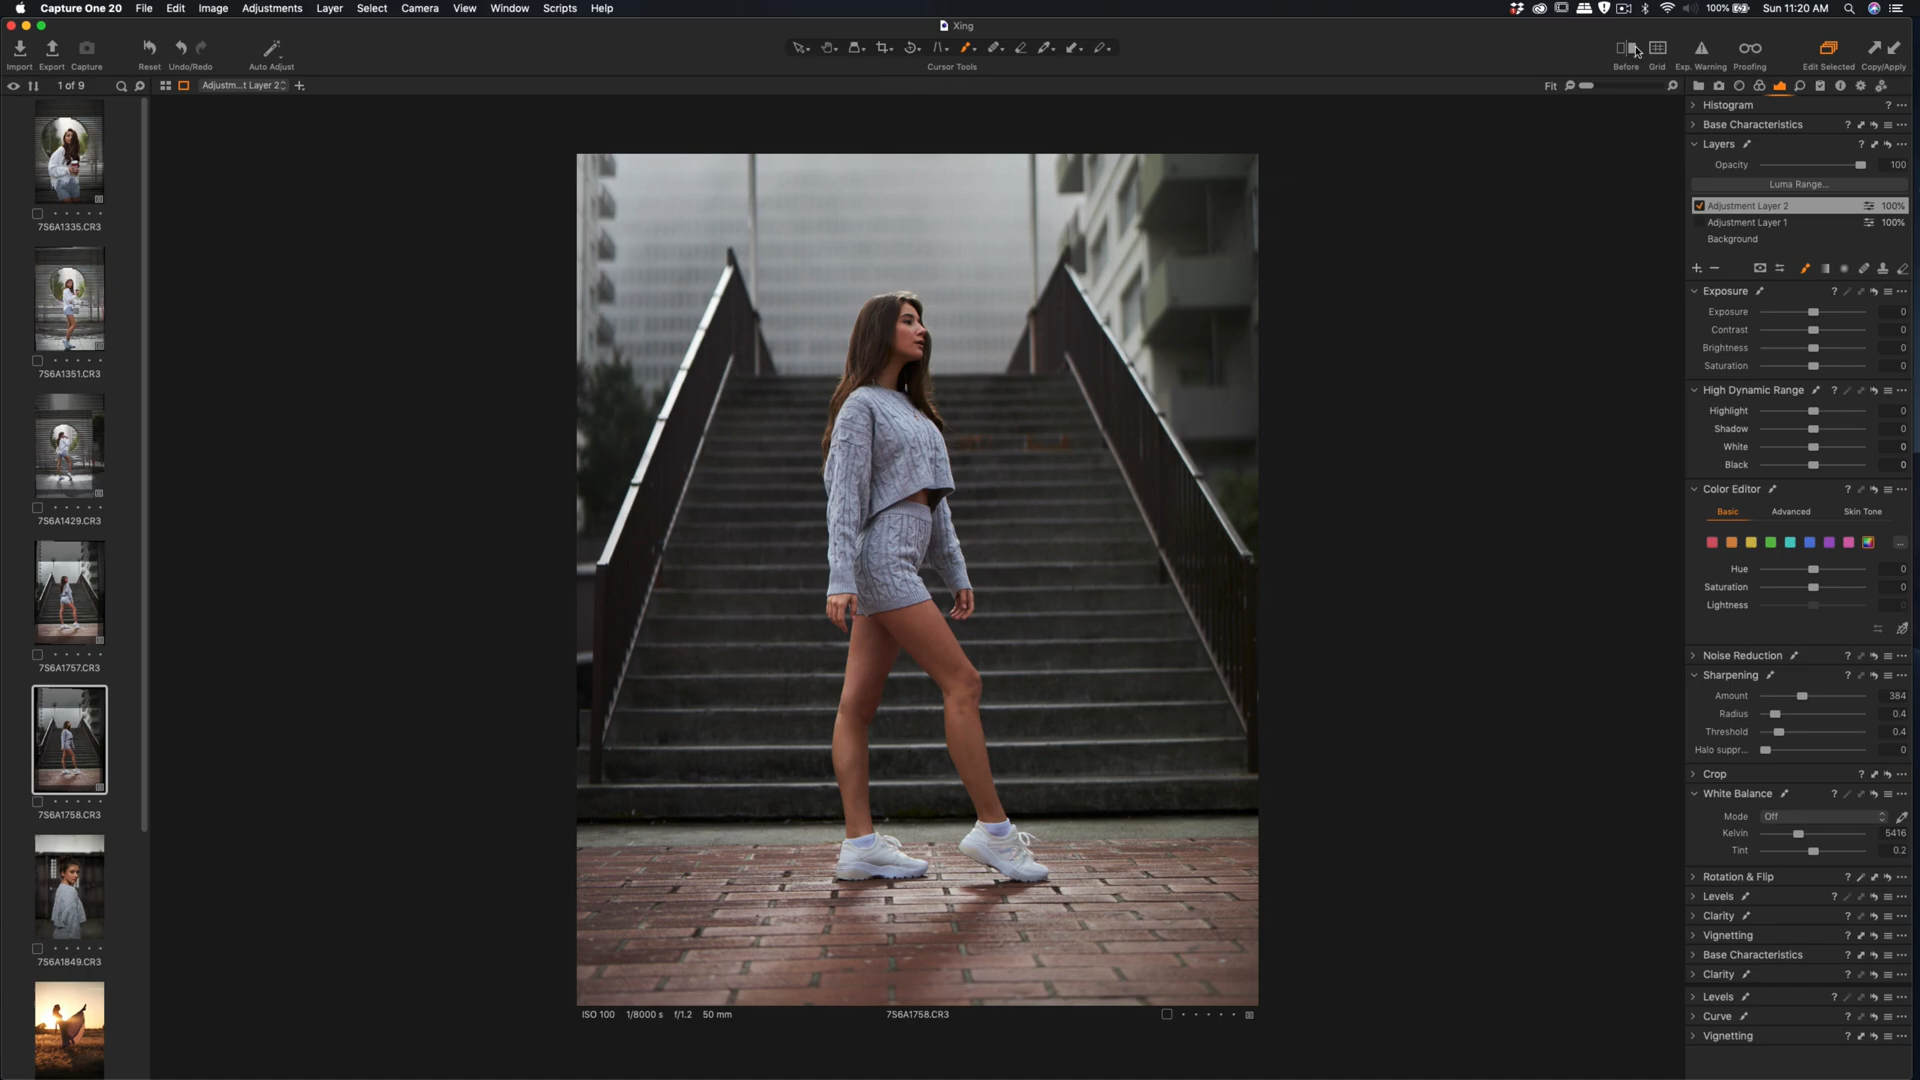 Capture One 20 File Edit Image Adjustments Layer Select Camera View Window Scripts Help
100% Sun 11:20 AM
Xing
Import Export Capture Reset Undo/Redo Auto Adjust Cursor Tools Before Grid Exp. Warning Proofing Edit Selected Copy/Apply
1 of 9
Adjustm...t Layer 2
Fit
7S6A1335.CR3
7S6A1351.CR3
7S6A1429.CR3
7S6A1757.CR3
7S6A1758.CR3
7S6A1849.CR3
ISO 100 1/8000 s f/1.2 50 mm
7S6A1758.CR3
Histogram
Base Characteristics
Layers
Opacity 100
Luma Range...
Adjustment Layer 2 100%
Adjustment Layer 1 100%
Background
Exposure
Exposure 0
Contrast 0
Brightness 0
Saturation 0
High Dynamic Range
Highlight 0
Shadow 0
White 0
Black 0
Color Editor
Basic Advanced Skin Tone
Hue 0
Saturation 0
Lightness 0
Noise Reduction
Sharpening
Amount 384
Radius 0.4
Threshold 0.4
Halo suppr... 0
Crop
White Balance
Mode Off
Kelvin 5416
Tint 0.2
Rotation & Flip
Levels
Clarity
Vignetting
Base Characteristics
Clarity
Levels
Curve
Vignetting